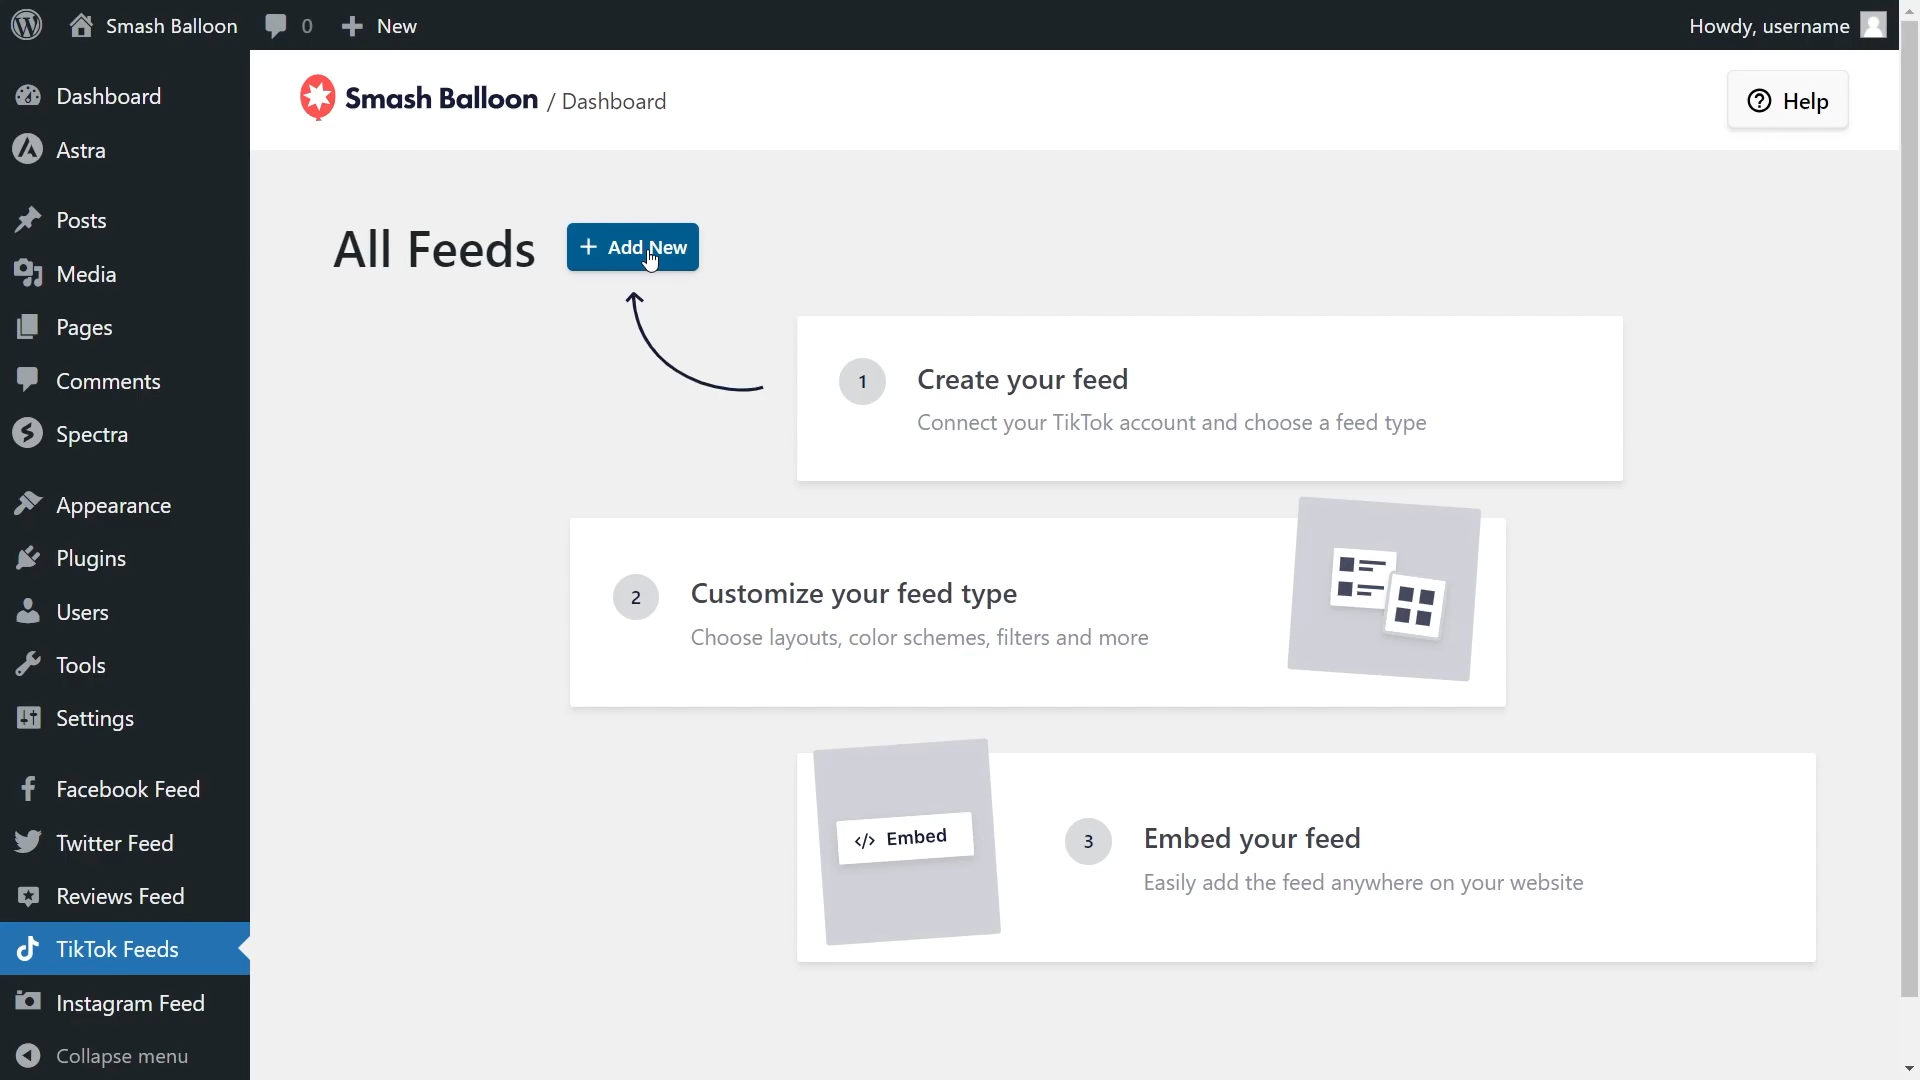 Smash Balloon 0 New Howdy, username
Dashboard
Astra
Posts
Media
Pages
Comments
Spectra
Appearance
Plugins
Users
Tools
Settings
Facebook Feed
Twitter Feed
Reviews Feed
TikTok Feeds
Instagram Feed
Collapse menu
Smash Balloon / Dashboard
Help
All Feeds
+ Add New
1 Create your feed
Connect your TikTok account and choose a feed type
2 Customize your feed type
Choose layouts, color schemes, filters and more
</> Embed
3 Embed your feed
Easily add the feed anywhere on your website